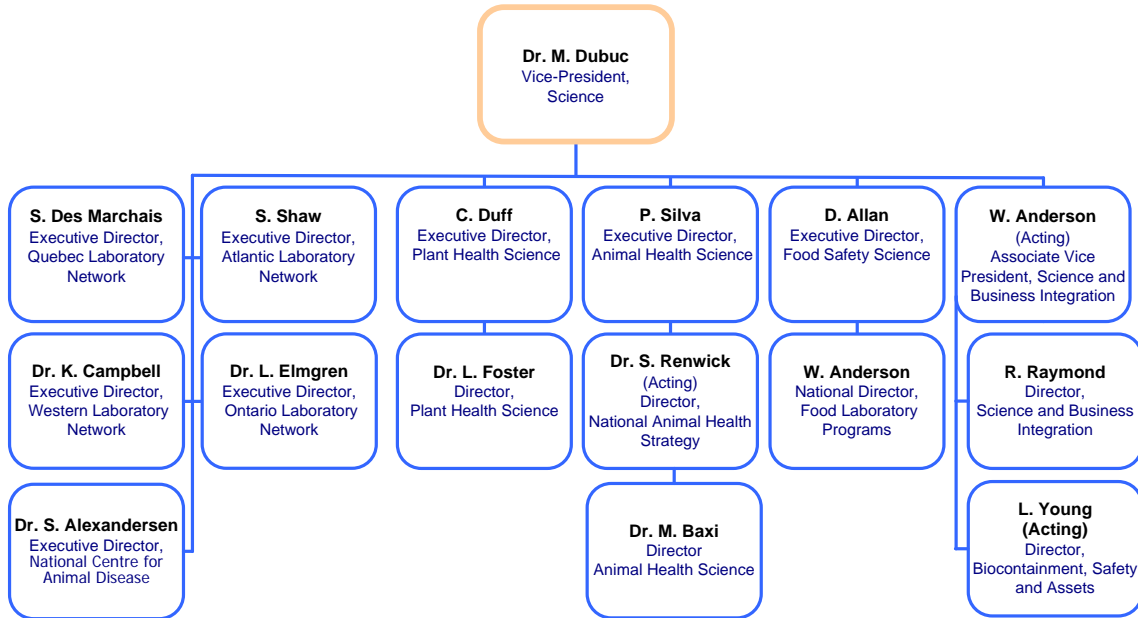 Dr. M. Dubuc
Vice-President,
Science
S. Des Marchais
Executive Director,
Quebec Laboratory
Network
S. Shaw
Executive Director,
Atlantic Laboratory
Network
C. Duff
Executive Director,
Plant Health Science
P. Silva
Executive Director,
Animal Health Science
D. Allan
Executive Director,
Food Safety Science
W. Anderson
(Acting)
Associate Vice
President, Science and
Business Integration
Dr. K. Campbell
Executive Director,
Western Laboratory
Network
Dr. L. Elmgren
Executive Director,
Ontario Laboratory
Network
Dr. L. Foster
Director,
Plant Health Science
Dr. S. Renwick
(Acting)
Director,
National Animal Health
Strategy
W. Anderson
National Director,
Food Laboratory
Programs
R. Raymond
Director,
Science and Business
Integration
Dr. S. Alexandersen
Executive Director,
National Centre for
Animal Disease
Dr. M. Baxi
Director
Animal Health Science
L. Young
(Acting)
Director,
Biocontainment, Safety
and Assets